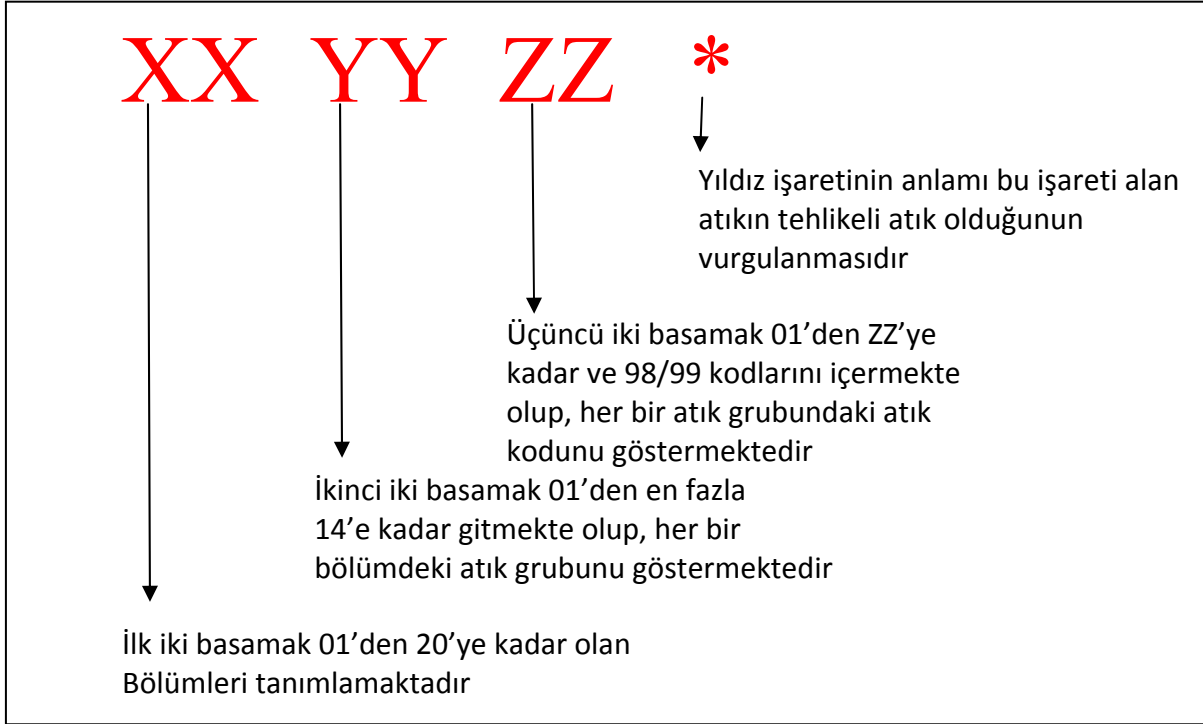 XX YY ZZ *
Yıldız işaretinin anlamı bu işareti alan
atıkın tehlikeli atık olduğunun
vurgulanmasıdır
Üçüncü iki basamak 01’den ZZ’ye
kadar ve 98/99 kodlarını içermekte
olup, her bir atık grubundaki atık
kodunu göstermektedir
İkinci iki basamak 01’den en fazla
14’e kadar gitmekte olup, her bir
bölümdeki atık grubunu göstermektedir
İlk iki basamak 01’den 20’ye kadar olan
Bölümleri tanımlamaktadır